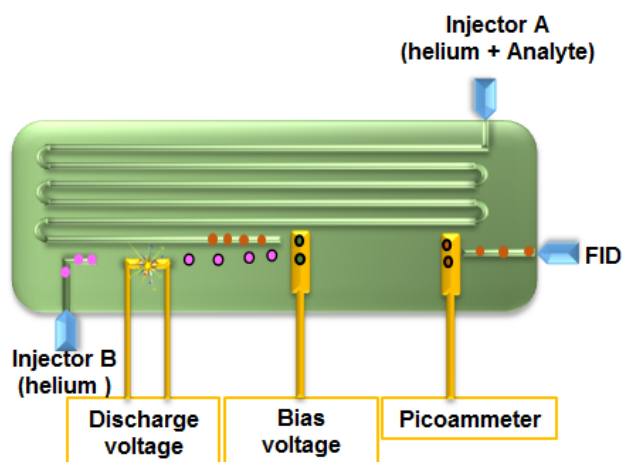 Injector A
(helium + Analyte)
FID
Injector B
(helium )
Discharge
voltage
Bias
voltage
Picoammeter